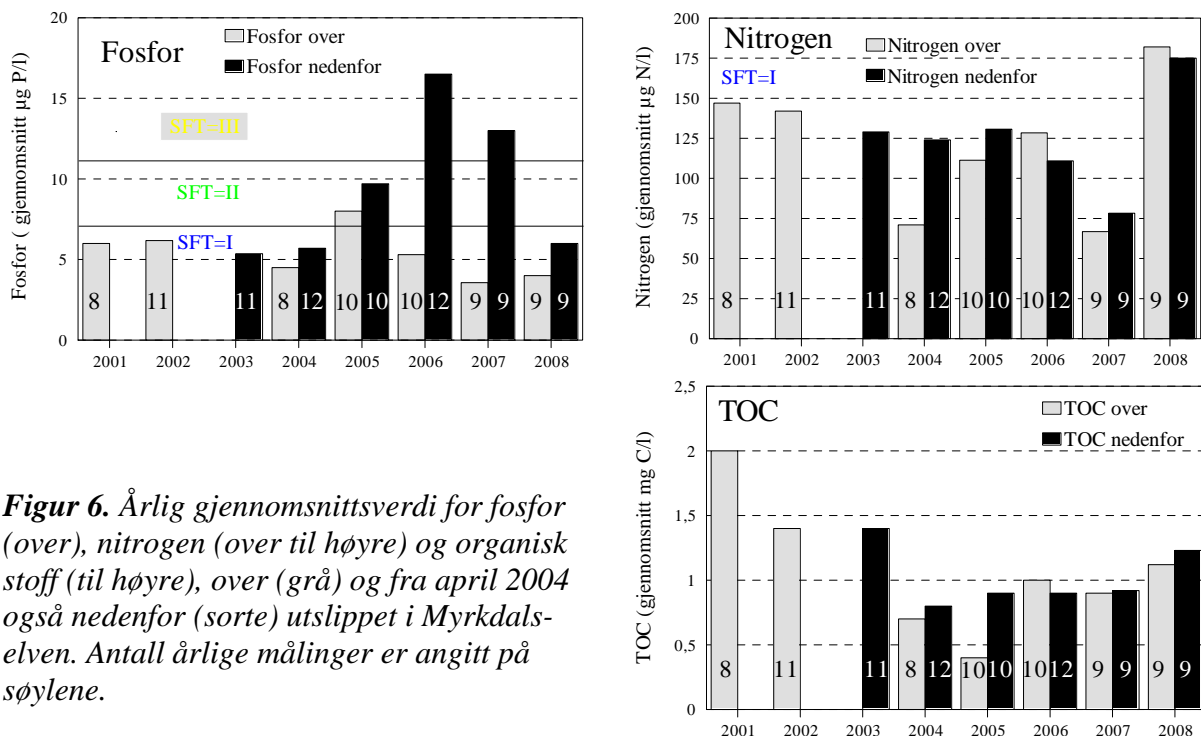 Fosfor
Fosfor over
Fosfor nedenfor
Fosfor ( gjennomsnitt µg P/l)
20
15
10
5
0
SFT=III
SFT=II
SFT=I
8 11 11 8 12 10 10 10 12 9 9 9 9
2001 2002 2003 2004 2005 2006 2007 2008
Nitrogen
Nitrogen over
Nitrogen nedenfor
SFT=I
Nitrogen (gjennomsnitt µg N/l)
200
175
150
125
100
75
50
25
0
8 11 11 8 12 10 10 10 12 9 9 9 9
2001 2002 2003 2004 2005 2006 2007 2008
Figur 6. Årlig gjennomsnittsverdi for fosfor
(over), nitrogen (over til høyre) og organisk
stoff (til høyre), over (grå) og fra april 2004
også nedenfor (sorte) utslippet i Myrkdals-
elven. Antall årlige målinger er angitt på
søylene.
TOC
TOC over
TOC nedenfor
TOC (gjennomsnitt mg C/l)
2,5
2
1,5
1
0,5
0
8 11 11 8 12 10 10 10 12 9 9 9 9
2001 2002 2003 2004 2005 2006 2007 2008